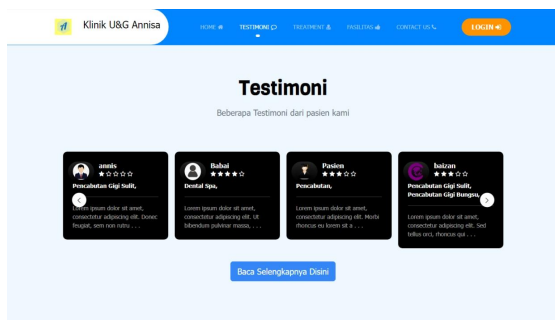 Klinik U&G Annisa
HOME
TESTIMONI
TREATMENT
FASILITAS
CONTACT US
LOGIN
Testimoni
Beberapa Testimoni dari pasien kami
annis
Pencabutan Gigi Sulit,
Lorem ipsum dolor sit amet,
consectetur adipiscing elit. Donec
feugiat, sem non rutru . . .
Babai
Dental Spa,
Lorem ipsum dolor sit amet,
consectetur adipiscing elit. Ut
bibendum pulvinar massa, . . .
Pasien
Pencabutan,
Lorem ipsum dolor sit amet,
consectetur adipiscing elit. Morbi
rhoncus eu lorem sit a . . .
baizan
Pencabutan Gigi Sulit,
Pencabutan Gigi Bungsu,
Lorem ipsum dolor sit amet,
consectetur adipiscing elit. Sed
tellus orci, rhoncus qui . . .
Baca Selengkapnya Disini